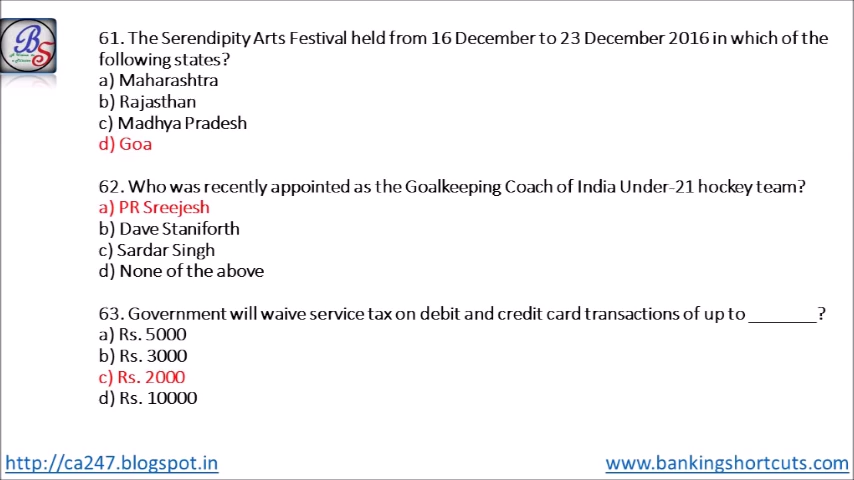 BS
61. The Serendipity Arts Festival held from 16 December to 23 December 2016 in which of the
following states?
a) Maharashtra
b) Rajasthan
c) Madhya Pradesh
d) Goa
62. Who was recently appointed as the Goalkeeping Coach of India Under-21 hockey team?
a) PR Sreejesh
b) Dave Staniforth
c) Sardar Singh
d) None of the above
63. Government will waive service tax on debit and credit card transactions of up to _______?
a) Rs. 5000
b) Rs. 3000
c) Rs. 2000
d) Rs. 10000
http://ca247.blogspot.in
www.bankingshortcuts.com